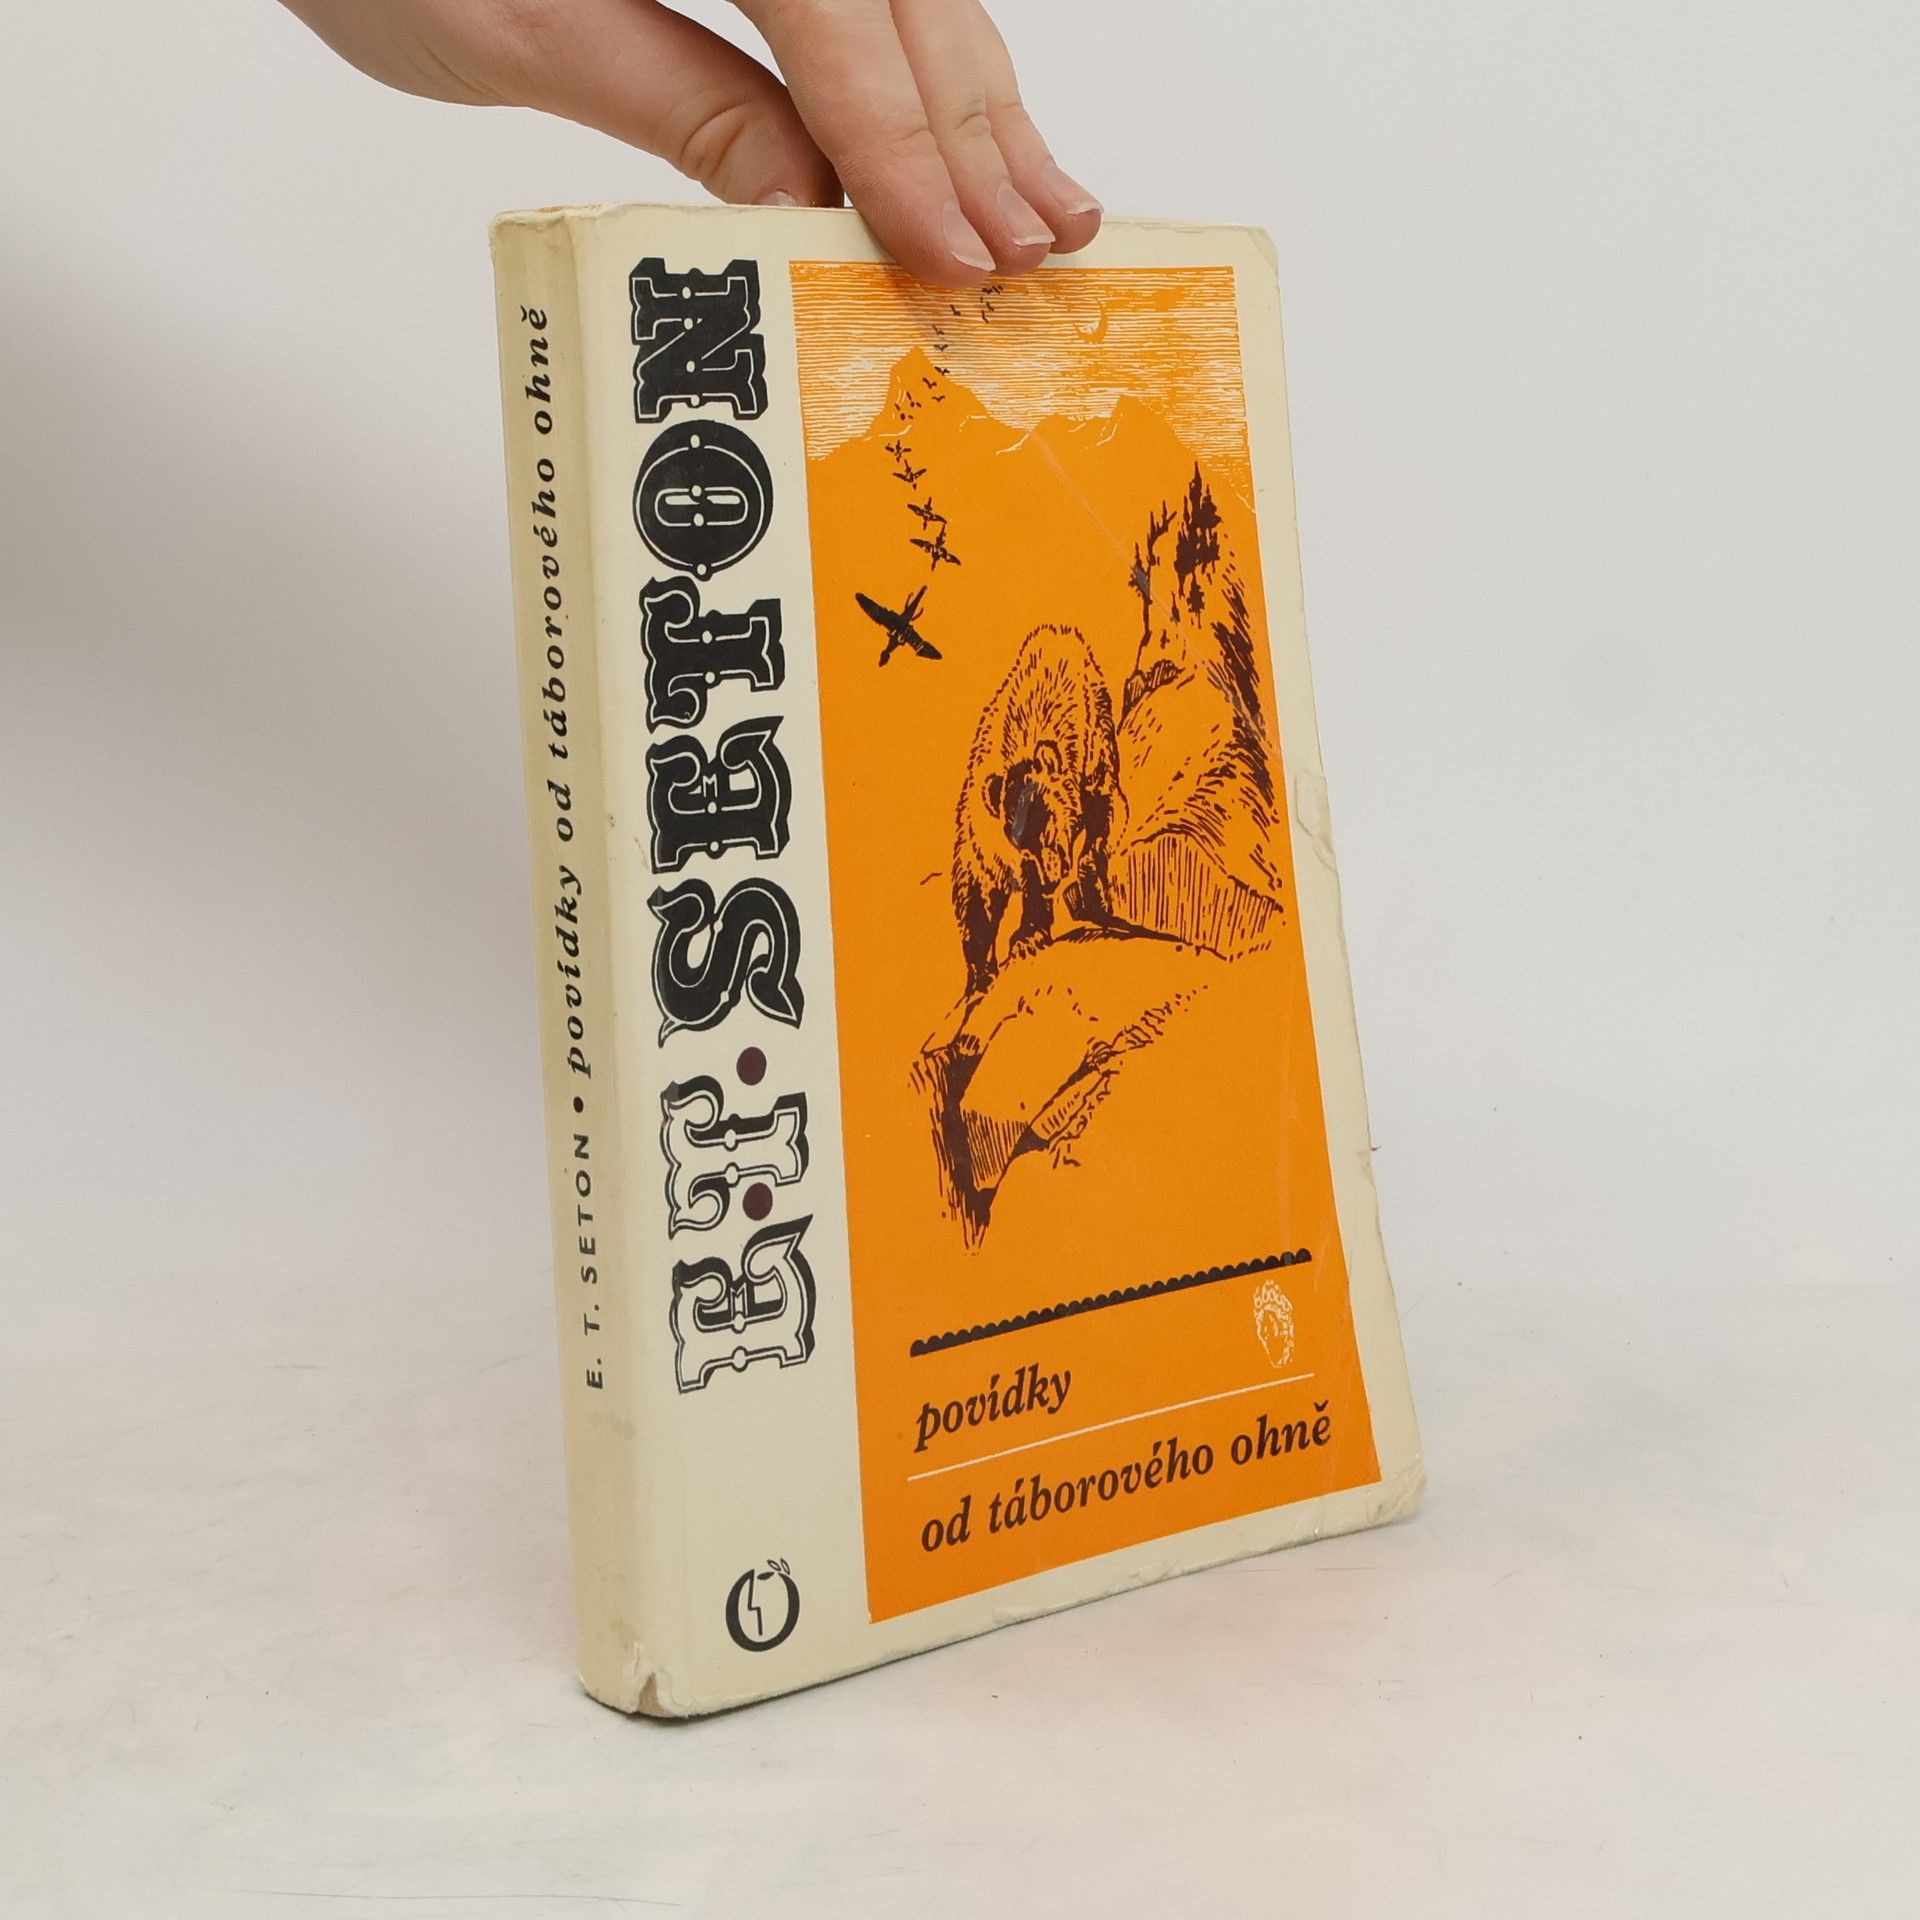 E. T. SETON • povídky od táborového ohně
E.T. SETON
povídky
od táborového ohně